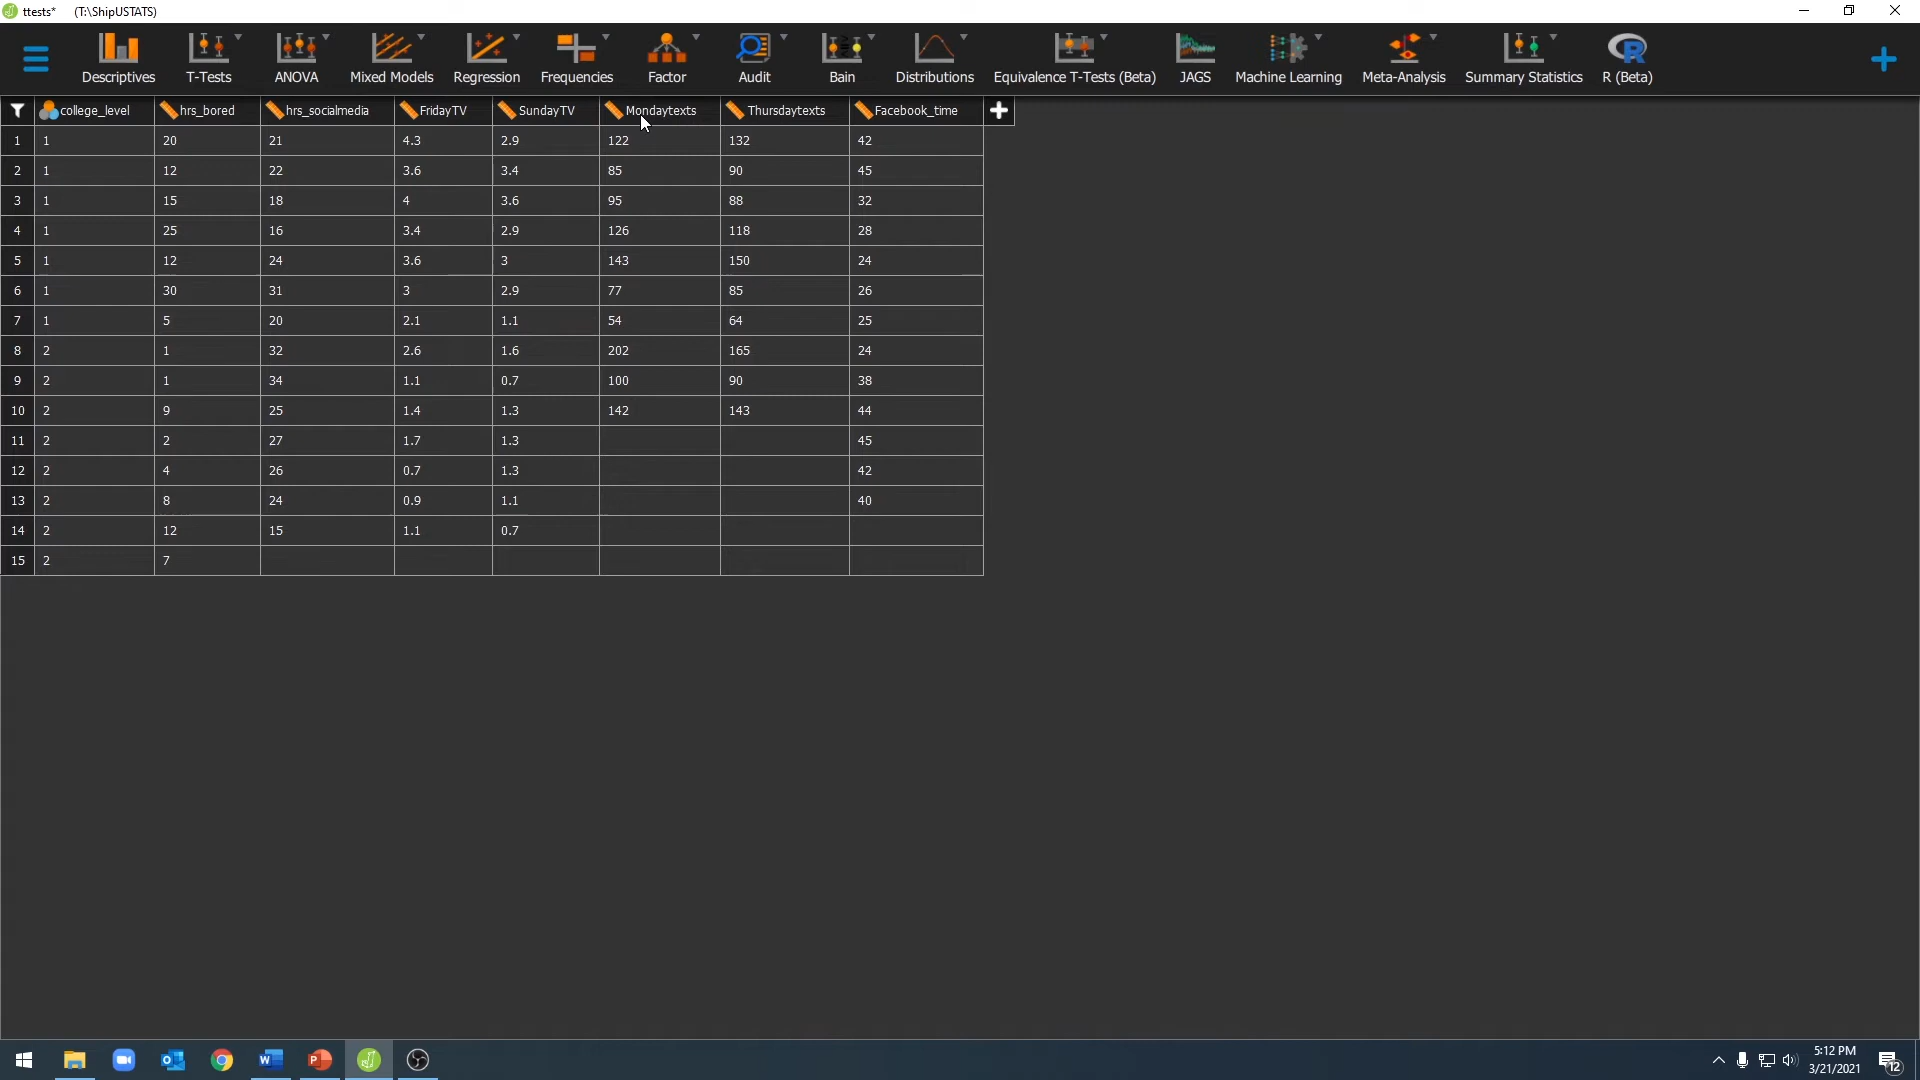 ttests* (T:\ShipUSTATS)
Descriptives T-Tests ANOVA Mixed Models Regression Frequencies Factor Audit Bain Distributions Equivalence T-Tests (Beta) JAGS Machine Learning Meta-Analysis Summary Statistics R (Beta)
college_level hrs_bored hrs_socialmedia FridayTV SundayTV Mondaytexts Thursdaytexts Facebook_time
1 1 20 21 4.3 2.9 122 132 42
2 1 12 22 3.6 3.4 85 90 45
3 1 15 18 4 3.6 95 88 32
4 1 25 16 3.4 2.9 126 118 28
5 1 12 24 3.6 3 143 150 24
6 1 30 31 3 2.9 77 85 26
7 1 5 20 2.1 1.1 54 64 25
8 2 1 32 2.6 1.6 202 165 24
9 2 1 34 1.1 0.7 100 90 38
10 2 9 25 1.4 1.3 142 143 44
11 2 2 27 1.7 1.3 45
12 2 4 26 0.7 1.3 42
13 2 8 24 0.9 1.1 40
14 2 12 15 1.1 0.7
15 2 7
5:12 PM
3/21/2021
12